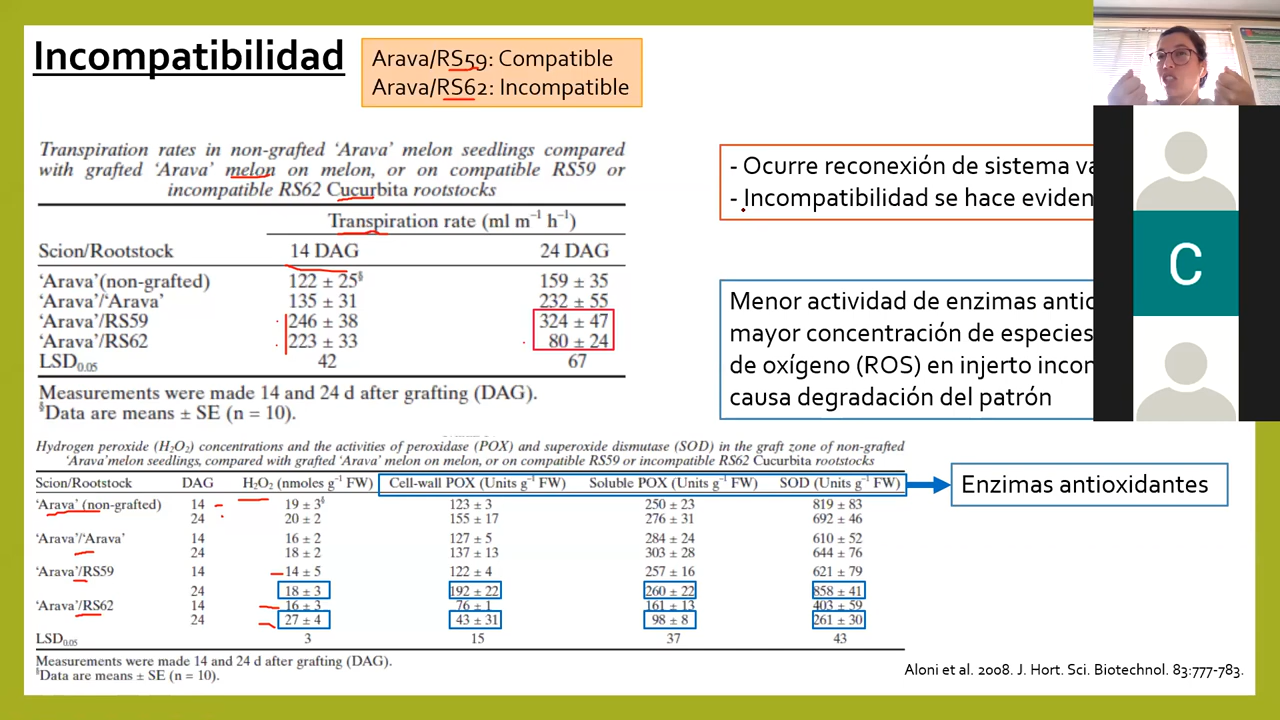 Incompatibilidad
Arava/RS59: Compatible
Arava/RS62: Incompatible
Transpiration rates in non-grafted ‘Arava’ melon seedlings compared
with grafted ‘Arava’ melon on melon, or on compatible RS59 or
incompatible RS62 Cucurbita rootstocks
Transpiration rate (ml m⁻¹ h⁻¹)
Scion/Rootstock 14 DAG 24 DAG
‘Arava’(non-grafted) 122 ± 25§ 159 ± 35
‘Arava’/‘Arava’ 135 ± 31 232 ± 55
‘Arava’/RS59 246 ± 38 324 ± 47
‘Arava’/RS62 223 ± 33 80 ± 24
LSD0.05 42 67
Measurements were made 14 and 24 d after grafting (DAG).
§Data are means ± SE (n = 10).
- Ocurre reconexión de sistema va
- Incompatibilidad se hace eviden
Menor actividad de enzimas antio
mayor concentración de especies
de oxígeno (ROS) en injerto incom
causa degradación del patrón
C
Hydrogen peroxide (H₂O₂) concentrations and the activities of peroxidase (POX) and superoxide dismutase (SOD) in the graft zone of non-grafted
‘Arava’melon seedlings, compared with grafted ‘Arava’ melon on melon, or on compatible RS59 or incompatible RS62 Cucurbita rootstocks
Scion/Rootstock DAG H₂O₂ (nmoles g⁻¹ FW) Cell-wall POX (Units g⁻¹ FW) Soluble POX (Units g⁻¹ FW) SOD (Units g⁻¹ FW)
‘Arava’ (non-grafted) 14 19 ± 3§ 123 ± 3 250 ± 23 819 ± 83
24 20 ± 2 155 ± 17 276 ± 31 692 ± 46
‘Arava’/‘Arava’ 14 16 ± 2 127 ± 5 284 ± 24 610 ± 52
24 18 ± 2 137 ± 13 303 ± 28 644 ± 76
‘Arava’/RS59 14 14 ± 5 122 ± 4 257 ± 16 621 ± 79
24 18 ± 3 192 ± 22 260 ± 22 858 ± 41
‘Arava’/RS62 14 16 ± 3 76 ± 1 161 ± 13 403 ± 59
24 27 ± 4 43 ± 31 98 ± 8 261 ± 30
LSD0.05 3 15 37 43
Measurements were made 14 and 24 d after grafting (DAG).
§Data are means ± SE (n = 10).
Enzimas antioxidantes
Aloni et al. 2008. J. Hort. Sci. Biotechnol. 83:777-783.